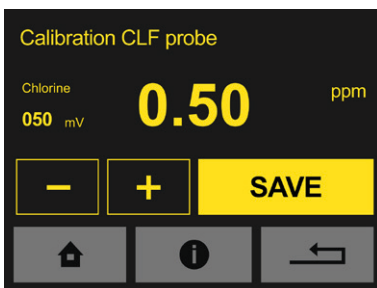 Calibration CLF probe
Chlorine
050 mV
0.50
ppm
− +
SAVE